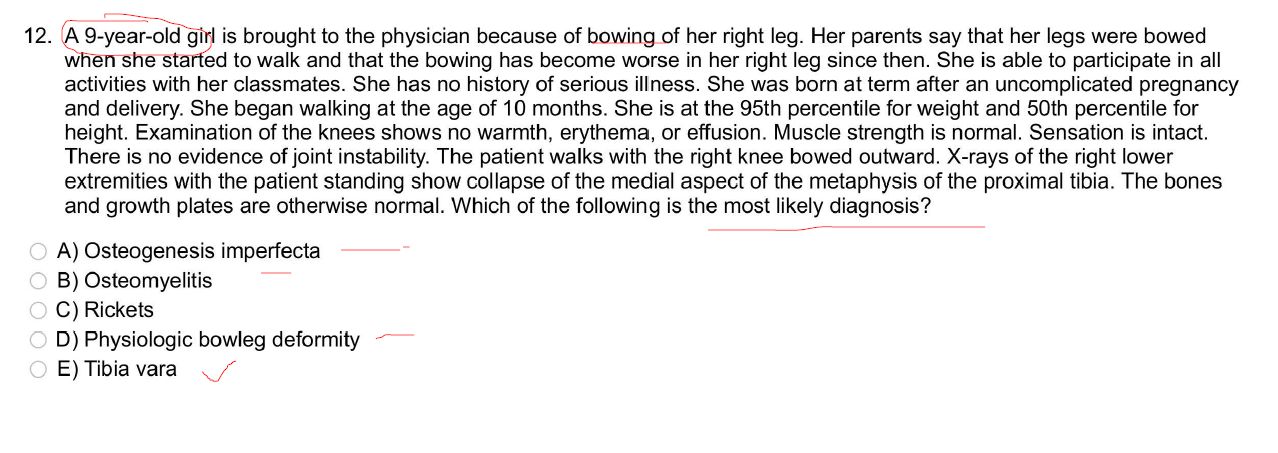 12. A 9-year-old girl is brought to the physician because of bowing of her right leg. Her parents say that her legs were bowed
when she started to walk and that the bowing has become worse in her right leg since then. She is able to participate in all
activities with her classmates. She has no history of serious illness. She was born at term after an uncomplicated pregnancy
and delivery. She began walking at the age of 10 months. She is at the 95th percentile for weight and 50th percentile for
height. Examination of the knees shows no warmth, erythema, or effusion. Muscle strength is normal. Sensation is intact.
There is no evidence of joint instability. The patient walks with the right knee bowed outward. X-rays of the right lower
extremities with the patient standing show collapse of the medial aspect of the metaphysis of the proximal tibia. The bones
and growth plates are otherwise normal. Which of the following is the most likely diagnosis?
A) Osteogenesis imperfecta
B) Osteomyelitis
C) Rickets
D) Physiologic bowleg deformity
E) Tibia vara